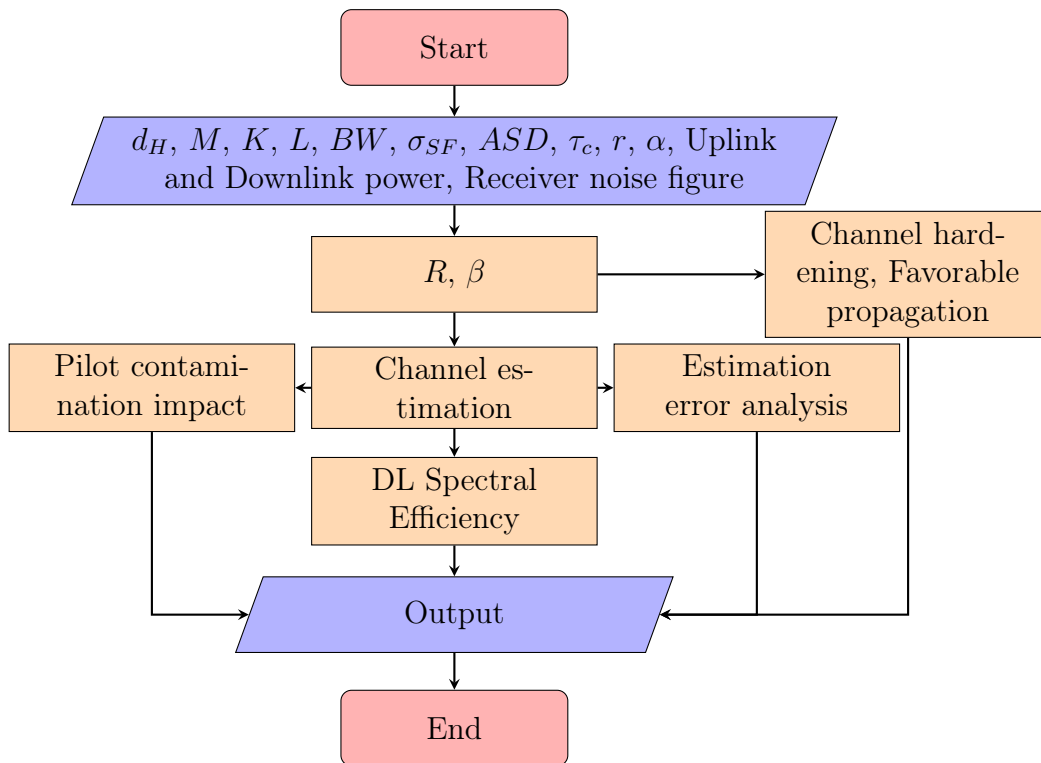 Start
d_H, M, K, L, BW, σ_SF, ASD, τ_c, r, α, Uplink
and Downlink power, Receiver noise figure
R, β
Channel hard-
ening, Favorable
propagation
Pilot contami-
nation impact
Channel es-
timation
Estimation
error analysis
DL Spectral
Efficiency
Output
End